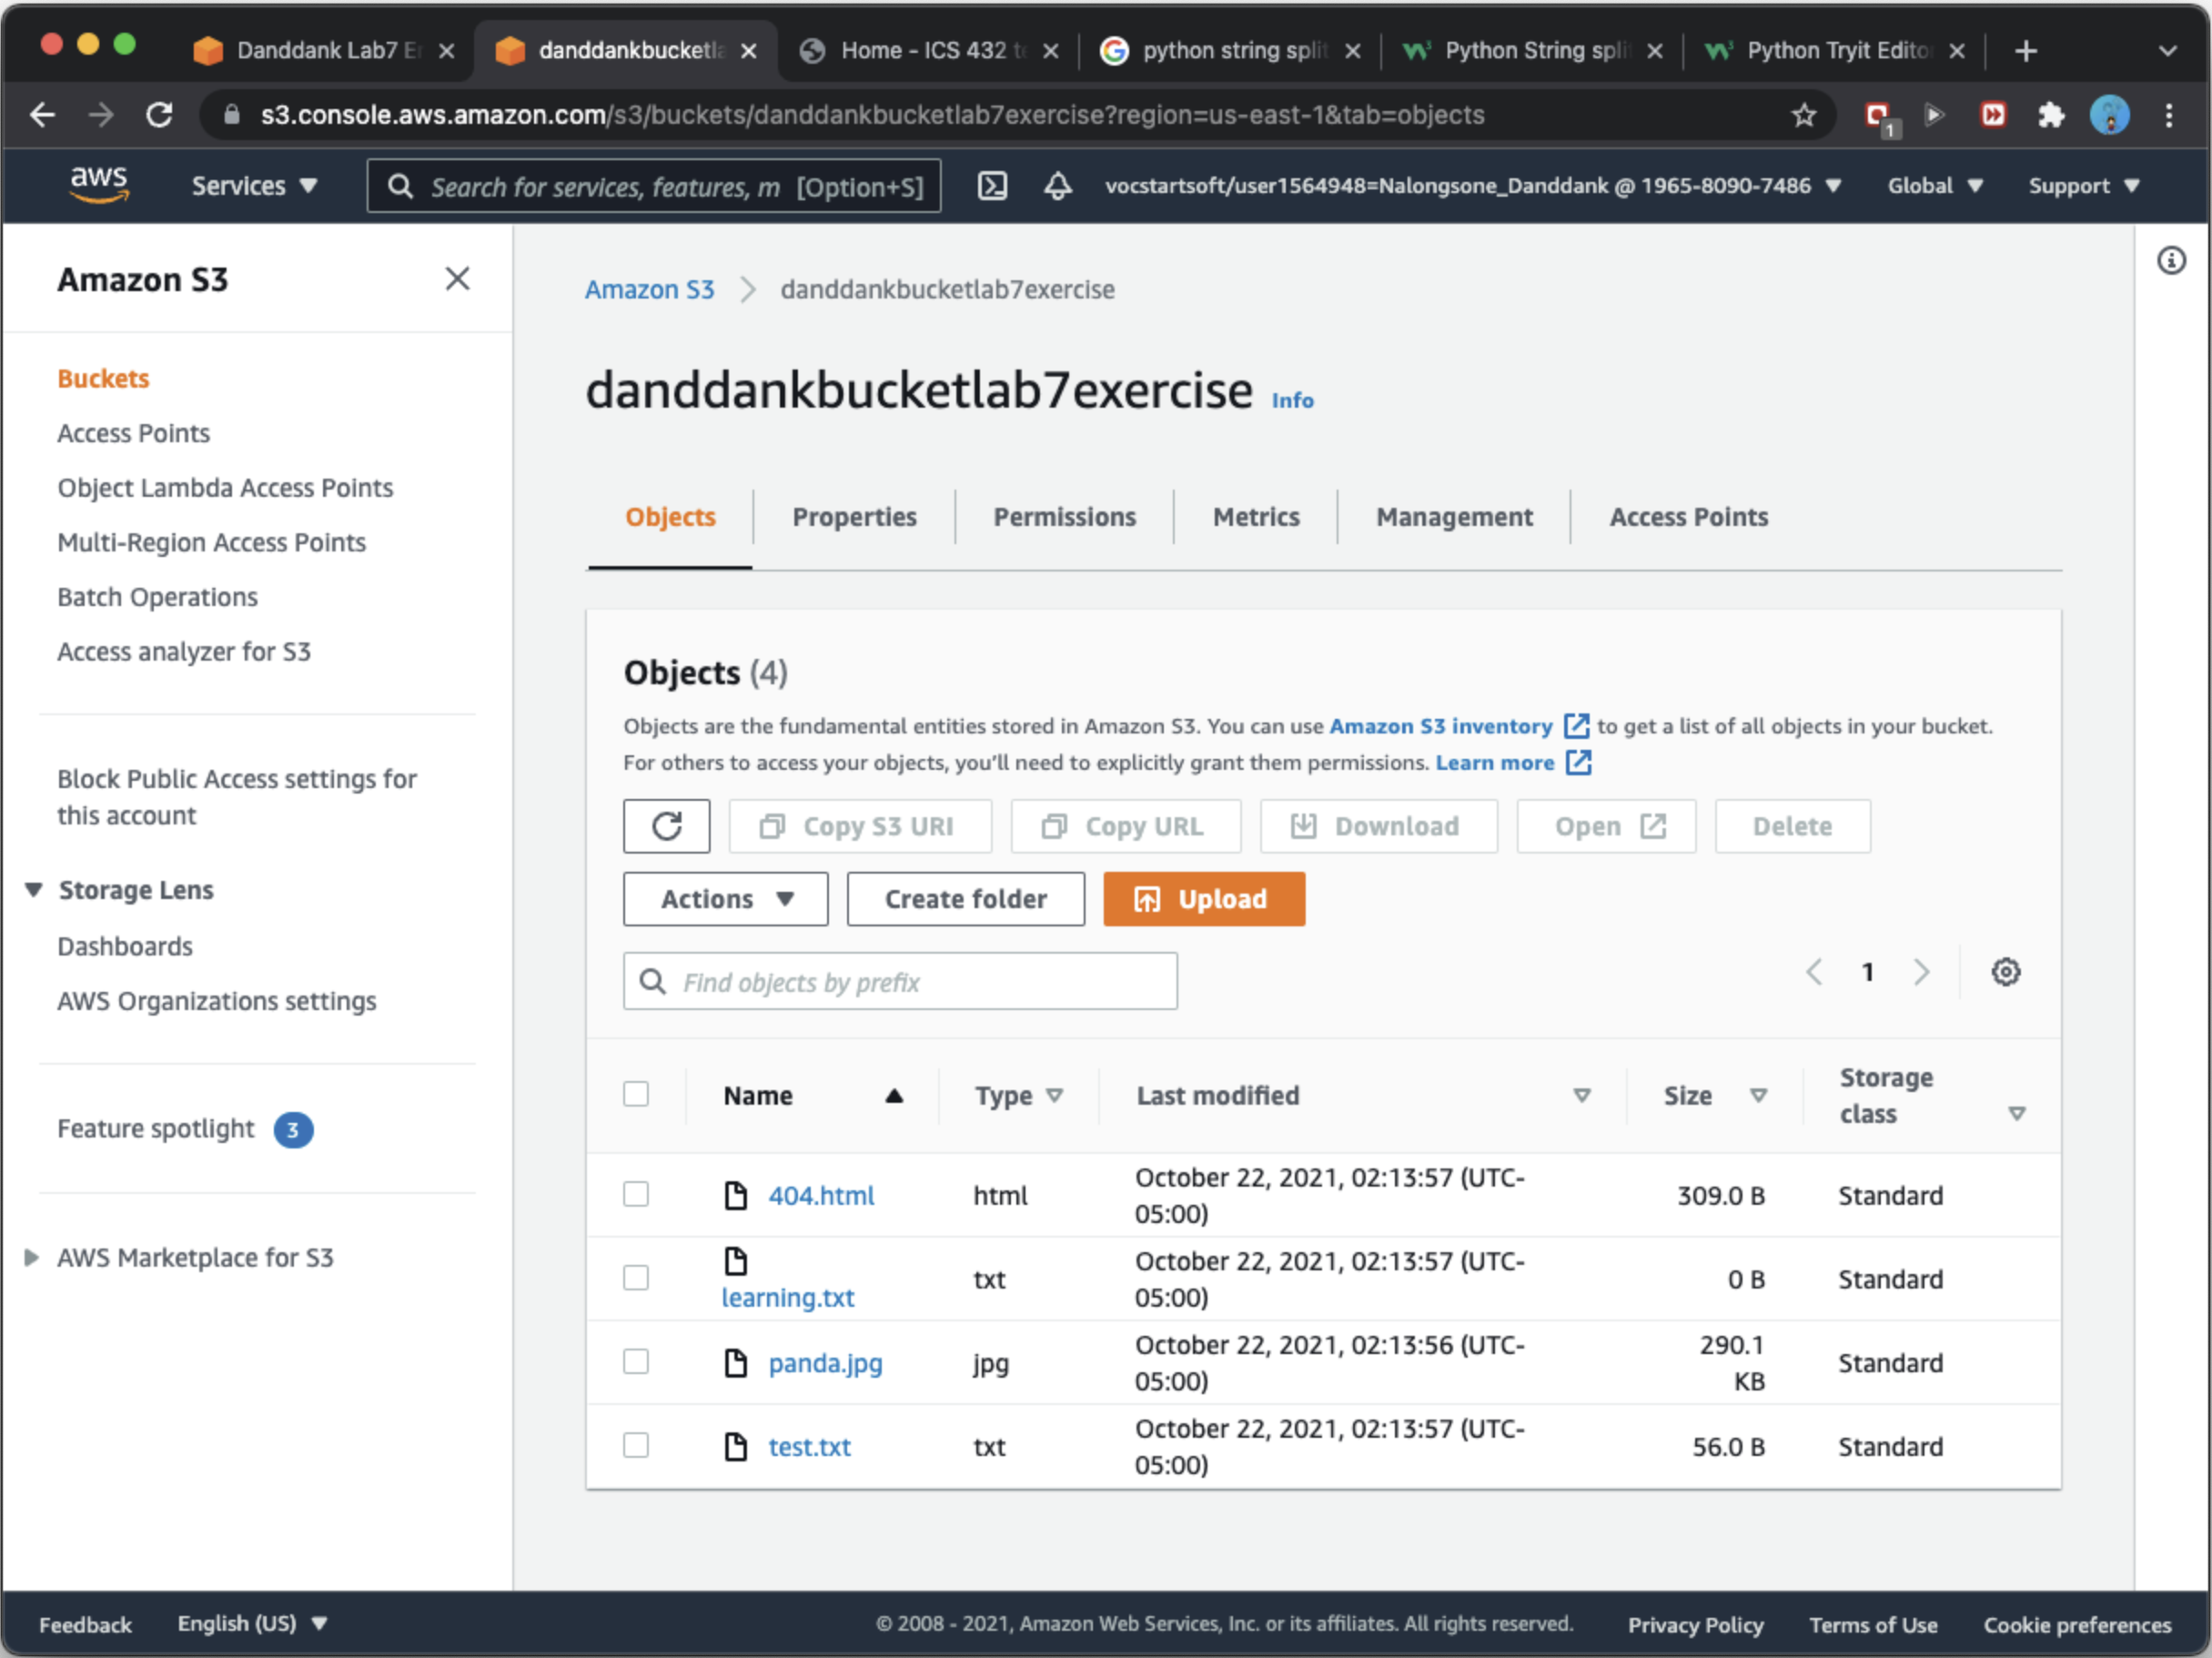 Danddank Lab7 E
danddankbucketla
Home - ICS 432 te
python string split
Python String spli
Python Tryit Edito
s3.console.aws.amazon.com/s3/buckets/danddankbucketlab7exercise?region=us-east-1&tab=objects
1
aws
Services
Search for services, features, m [Option+S]
vocstartsoft/user1564948=Nalongsone_Danddank @ 1965-8090-7486
Global
Support
Amazon S3
Buckets
Access Points
Object Lambda Access Points
Multi-Region Access Points
Batch Operations
Access analyzer for S3
Block Public Access settings for
this account
Storage Lens
Dashboards
AWS Organizations settings
Feature spotlight 3
AWS Marketplace for S3
Amazon S3 > danddankbucketlab7exercise
danddankbucketlab7exercise Info
Objects Properties Permissions Metrics Management Access Points
Objects (4)
Objects are the fundamental entities stored in Amazon S3. You can use Amazon S3 inventory to get a list of all objects in your bucket.
For others to access your objects, you'll need to explicitly grant them permissions. Learn more
Copy S3 URI Copy URL Download Open Delete
Actions Create folder Upload
Find objects by prefix
1
Name Type Last modified Size Storage
class
404.html html October 22, 2021, 02:13:57 (UTC-
05:00) 309.0 B Standard
learning.txt txt October 22, 2021, 02:13:57 (UTC-
05:00) 0 B Standard
panda.jpg jpg October 22, 2021, 02:13:56 (UTC-
05:00) 290.1
KB Standard
test.txt txt October 22, 2021, 02:13:57 (UTC-
05:00) 56.0 B Standard
Feedback English (US) © 2008 - 2021, Amazon Web Services, Inc. or its affiliates. All rights reserved. Privacy Policy Terms of Use Cookie preferences